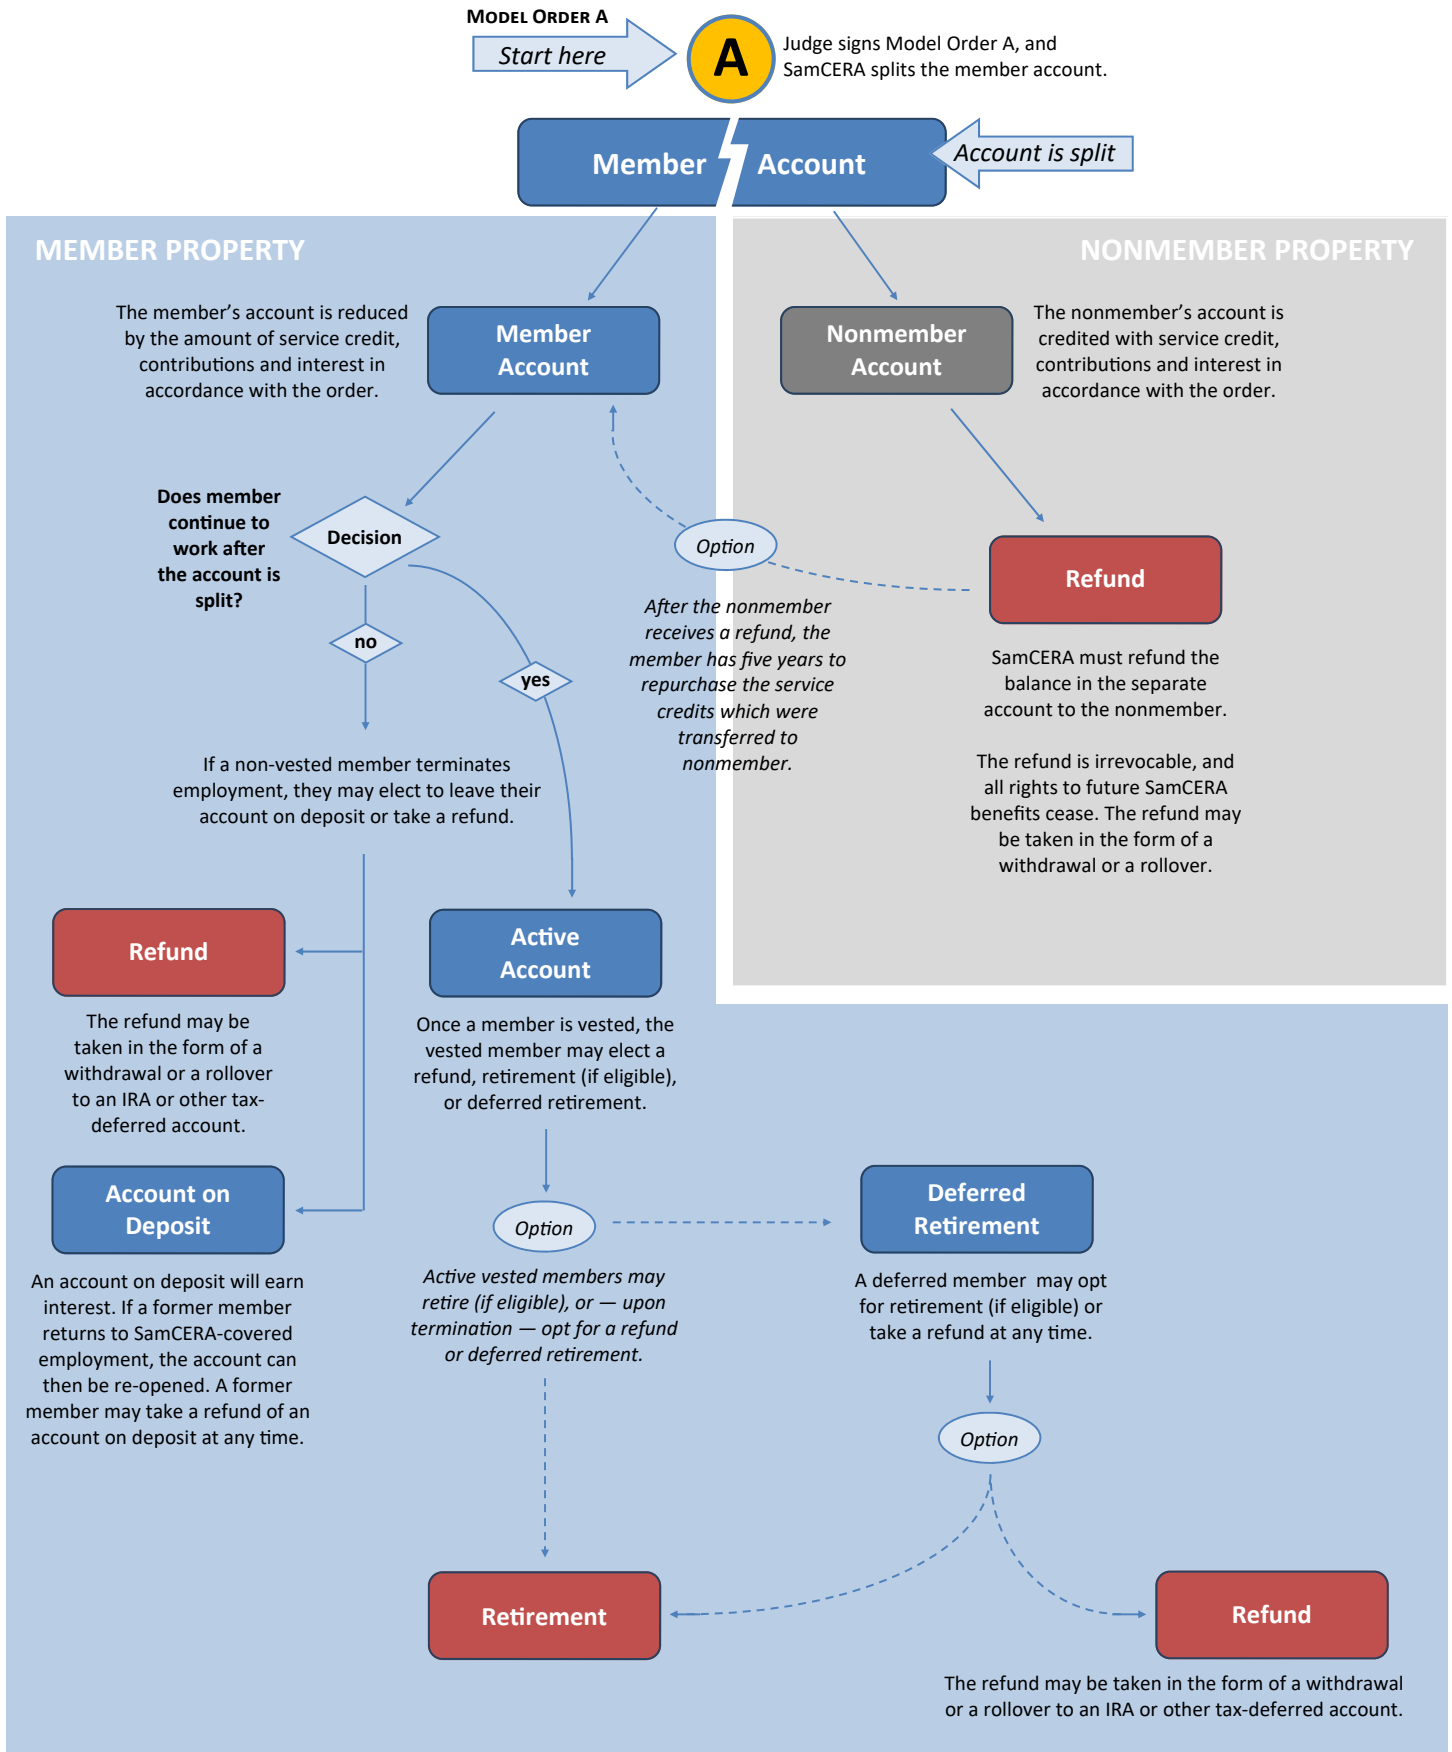 MODEL ORDER A
Start here
A
Judge signs Model Order A, and
SamCERA splits the member account.
Member Account
Account is split
MEMBER PROPERTY
NONMEMBER PROPERTY
The member’s account is reduced
by the amount of service credit,
contributions and interest in
accordance with the order.
Member
Account
Nonmember
Account
The nonmember’s account is
credited with service credit,
contributions and interest in
accordance with the order.
Does member
continue to
work after
the account is
split?
Decision
no
yes
Option
After the nonmember
receives a refund, the
member has five years to
repurchase the service
credits which were
transferred to
nonmember.
Refund
SamCERA must refund the
balance in the separate
account to the nonmember.
The refund is irrevocable, and
all rights to future SamCERA
benefits cease. The refund may
be taken in the form of a
withdrawal or a rollover.
If a non-vested member terminates
employment, they may elect to leave their
account on deposit or take a refund.
Refund
The refund may be
taken in the form of a
withdrawal or a rollover
to an IRA or other tax-
deferred account.
Active
Account
Once a member is vested, the
vested member may elect a
refund, retirement (if eligible),
or deferred retirement.
Account on
Deposit
An account on deposit will earn
interest. If a former member
returns to SamCERA-covered
employment, the account can
then be re-opened. A former
member may take a refund of an
account on deposit at any time.
Option
Active vested members may
retire (if eligible), or — upon
termination — opt for a refund
or deferred retirement.
Deferred
Retirement
A deferred member  may opt
for retirement (if eligible) or
take a refund at any time.
Option
Retirement
Refund
The refund may be taken in the form of a withdrawal
or a rollover to an IRA or other tax-deferred account.